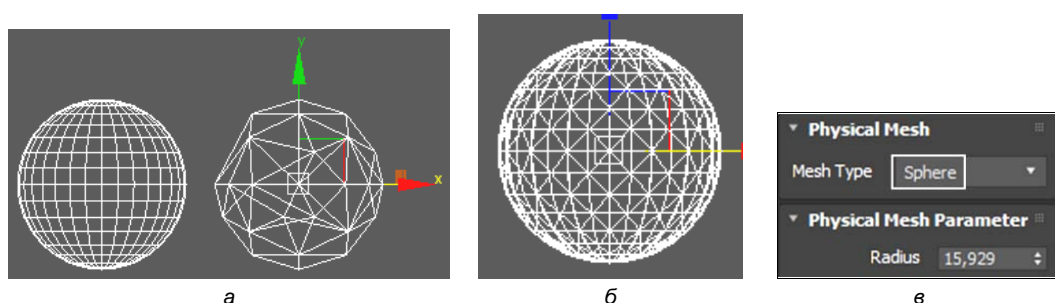 y
x
Physical Mesh
Mesh Type Sphere
Physical Mesh Parameter
Radius 15,929
а б в